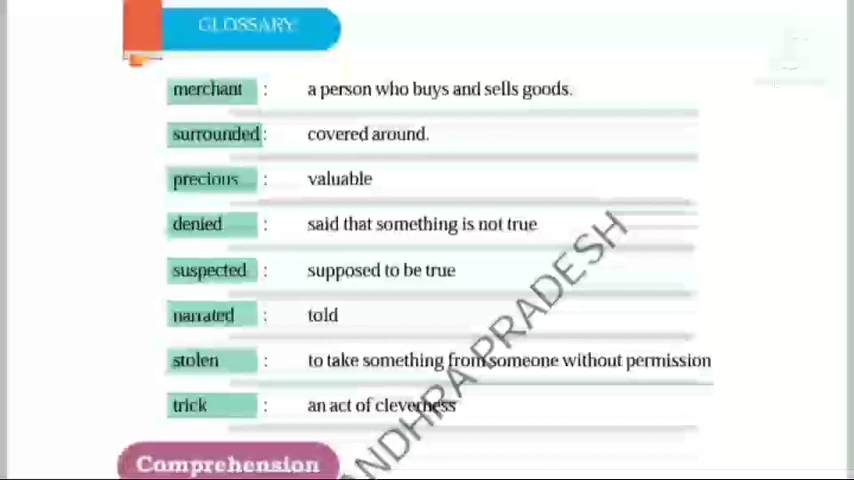 GLOSSARY
merchant : a person who buys and sells goods.
surrounded : covered around.
precious : valuable
denied : said that something is not true
suspected : supposed to be true
narrated : told
stolen : to take something from someone without permission
trick : an act of cleverness
ANDHRA PRADESH
Comprehension